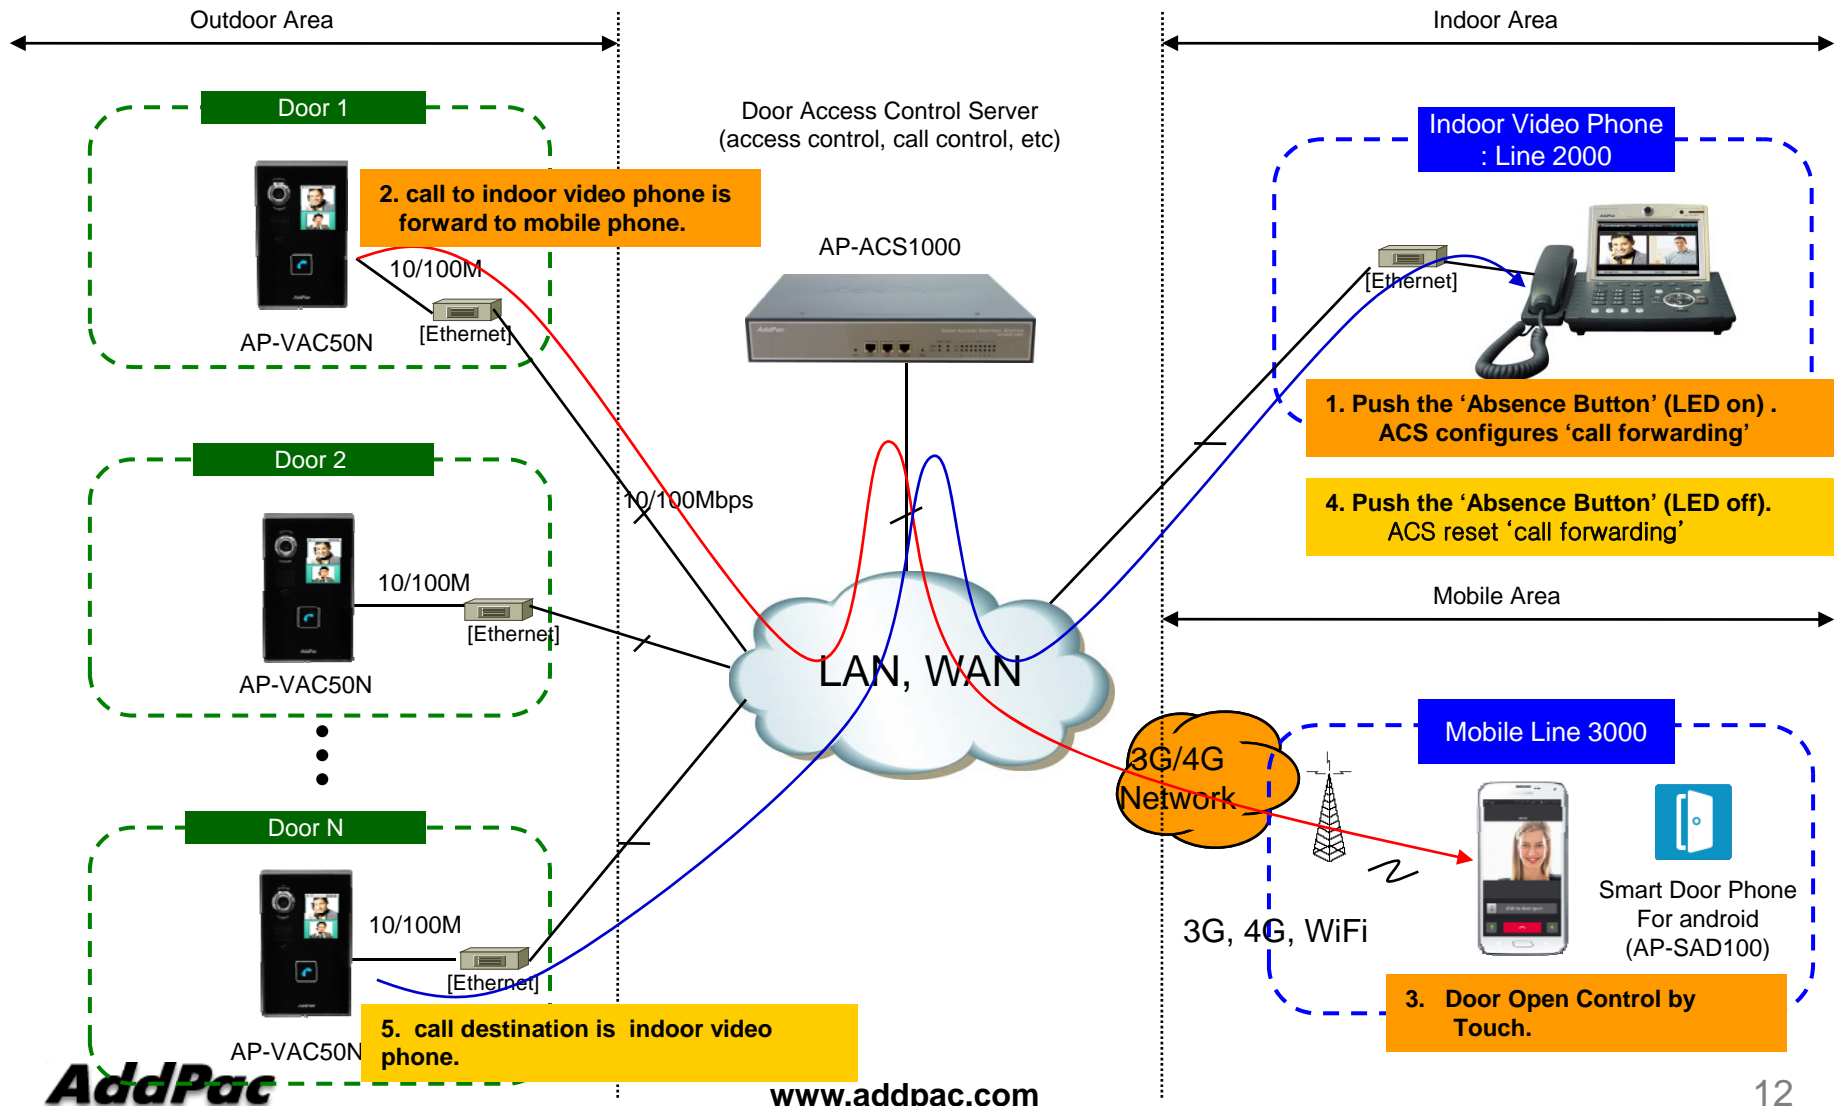 Outdoor Area
Indoor Area
Door 1
Door Access Control Server
(access control, call control, etc)
Indoor Video Phone
: Line 2000
2. call to indoor video phone is
forward to mobile phone.
AP-ACS1000
10/100M
[Ethernet]
AP-VAC50N
[Ethernet]
AddPac
1. Push the ‘Absence Button’ (LED on) .
ACS configures ‘call forwarding’
Door 2
10/100Mbps
4. Push the ‘Absence Button’ (LED off).
ACS reset ‘call forwarding’
10/100M
[Ethernet]
AP-VAC50N
Mobile Area
LAN, WAN
Mobile Line 3000
3G/4G
Network
Door N
10/100M
[Ethernet]
3G, 4G, WiFi
Smart Door Phone
For android
(AP-SAD100)
3. Door Open Control by
Touch.
5. call destination is indoor video
phone.
AP-VAC50N
AddPac
www.addpac.com
12